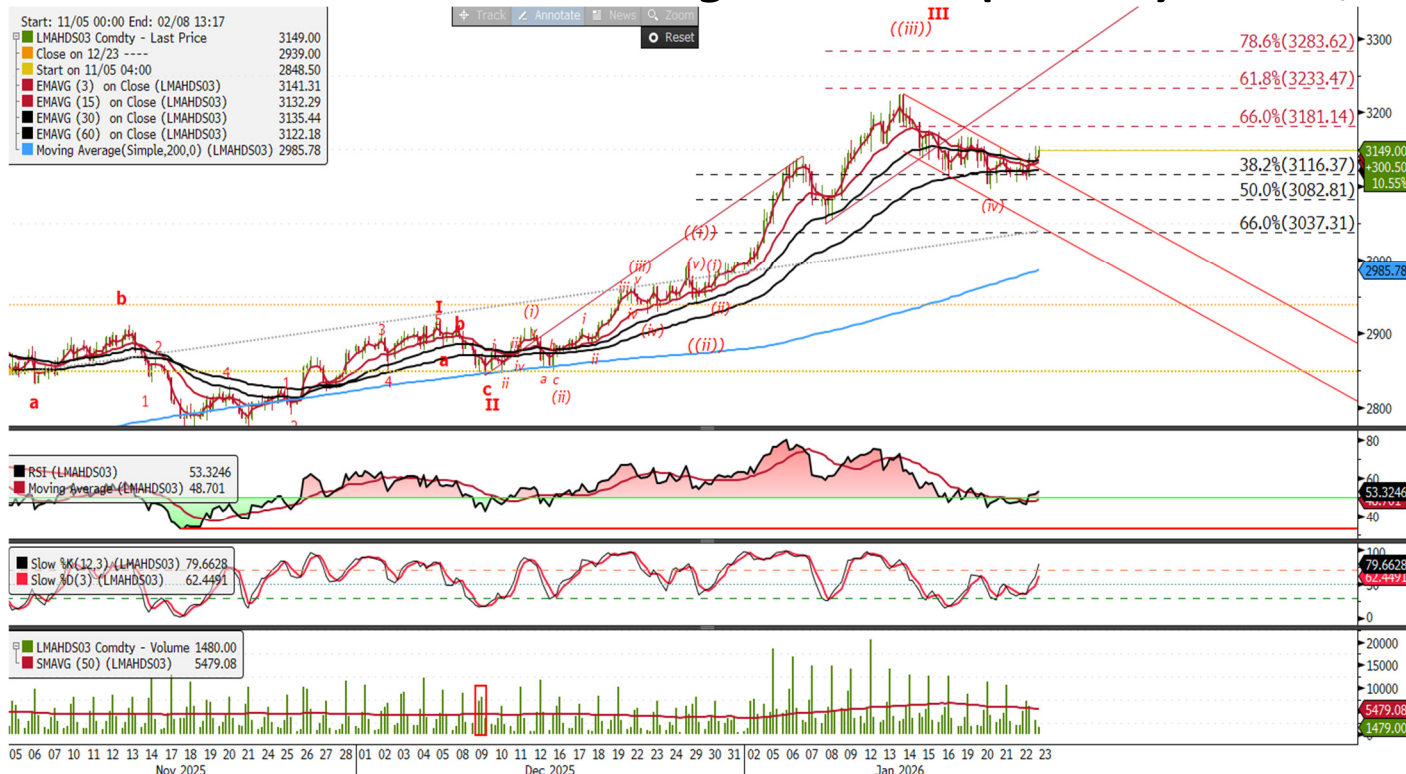 Start: 11/05 00:00 End: 02/08 13:17
LMAHDS03 Comdty - Last Price 3149.00
Close on 12/23 ---- 2939.00
Start on 11/05 04:00 2848.50
EMAVG (3) on Close (LMAHDS03) 3141.31
EMAVG (15) on Close (LMAHDS03) 3132.29
EMAVG (30) on Close (LMAHDS03) 3135.44
EMAVG (60) on Close (LMAHDS03) 3122.18
Moving Average(Simple,200,0) (LMAHDS03) 2985.78
Track Annotate News Zoom
Reset
III
((iii))
78.6%(3283.62)
61.8%(3233.47)
66.0%(3181.14)
38.2%(3116.37)
50.0%(3082.81)
66.0%(3037.31)
3300
3200
3149.00
+300.50
10.55%
3000
2985.78
2900
2800
(iv)
((i))
(iii)
v
(v)
(i)
iii
iv
(iv)
(ii)
((ii))
b
a
2
1
4
1
2
3
4
I
5
b
a
c
II
i
ii
iii
iv
v
(i)
b
a
c
(ii)
i
ii
RSI (LMAHDS03) 53.3246
Moving Average (LMAHDS03) 48.701
80
60
53.3246
48.701
40
Slow %K(12,3) (LMAHDS03) 79.6628
Slow %D(3) (LMAHDS03) 62.4491
100
79.6628
62.4491
50
0
LMAHDS03 Comdty - Volume 1480.00
SMAVG (50) (LMAHDS03) 5479.08
20000
15000
10000
5479.08
1479.00
05 06 07 10 11 12 13 14 17 18 19 20 21 24 25 26 27 28 01 02 03 04 05 08 09 10 11 12 15 16 17 18 19 22 23 24 29 30 31 02 05 06 07 08 09 12 14 15 16 19 20 21 22 23
Nov 2025 Dec 2025 Jan 2026